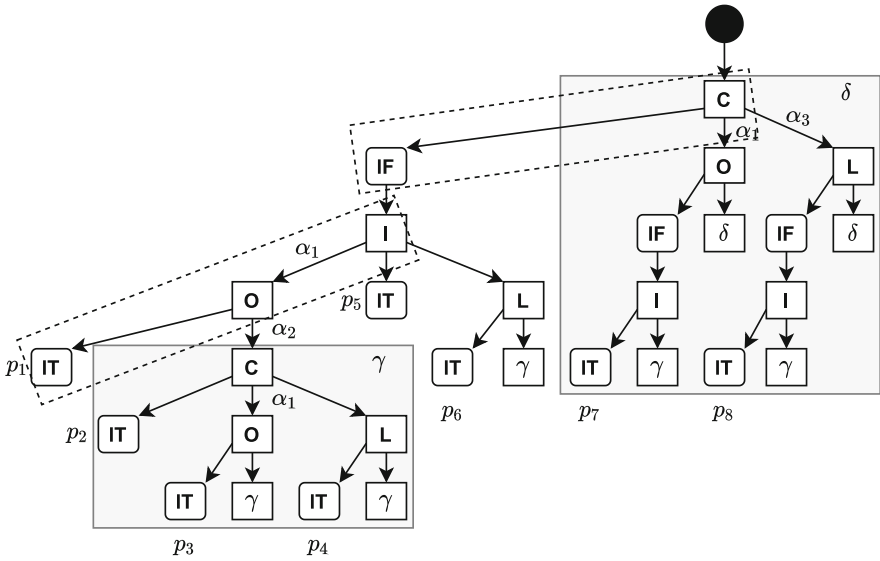 C δ
α₁ α₃
IF O L
I IF δ IF δ
α₁
O p₅ IT L I I
α₂
p₁ IT C γ IT γ IT γ IT γ
α₁ p₆ p₇ p₈
p₂ IT O L
IT γ IT γ
p₃ p₄